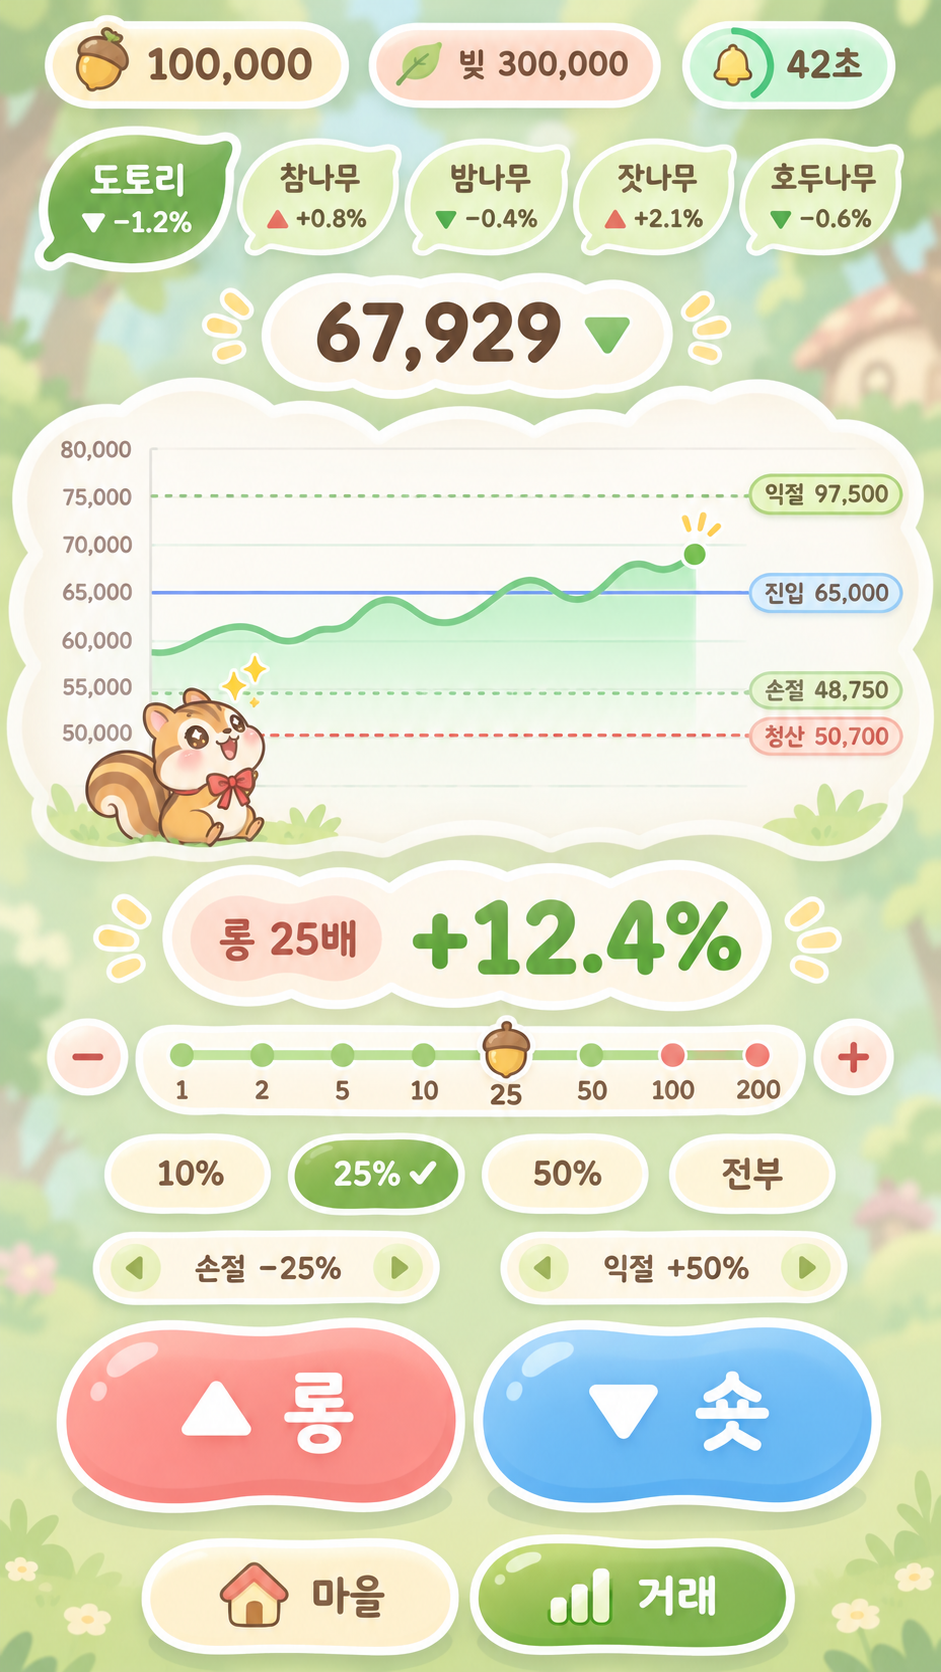 100,000
빚 300,000
42초
도토리
▼ -1.2%
참나무
▲ +0.8%
밤나무
▼ -0.4%
잣나무
▲ +2.1%
호두나무
▼ -0.6%
67,929 ▼
80,000
75,000
익절 97,500
70,000
65,000
진입 65,000
60,000
55,000
손절 48,750
50,000
청산 50,700
롱 25배
+12.4%
1 2 5 10 25 50 100 200
10%
25% ✓
50%
전부
손절 -25%
익절 +50%
▲ 롱
▼ 숏
마을
거래